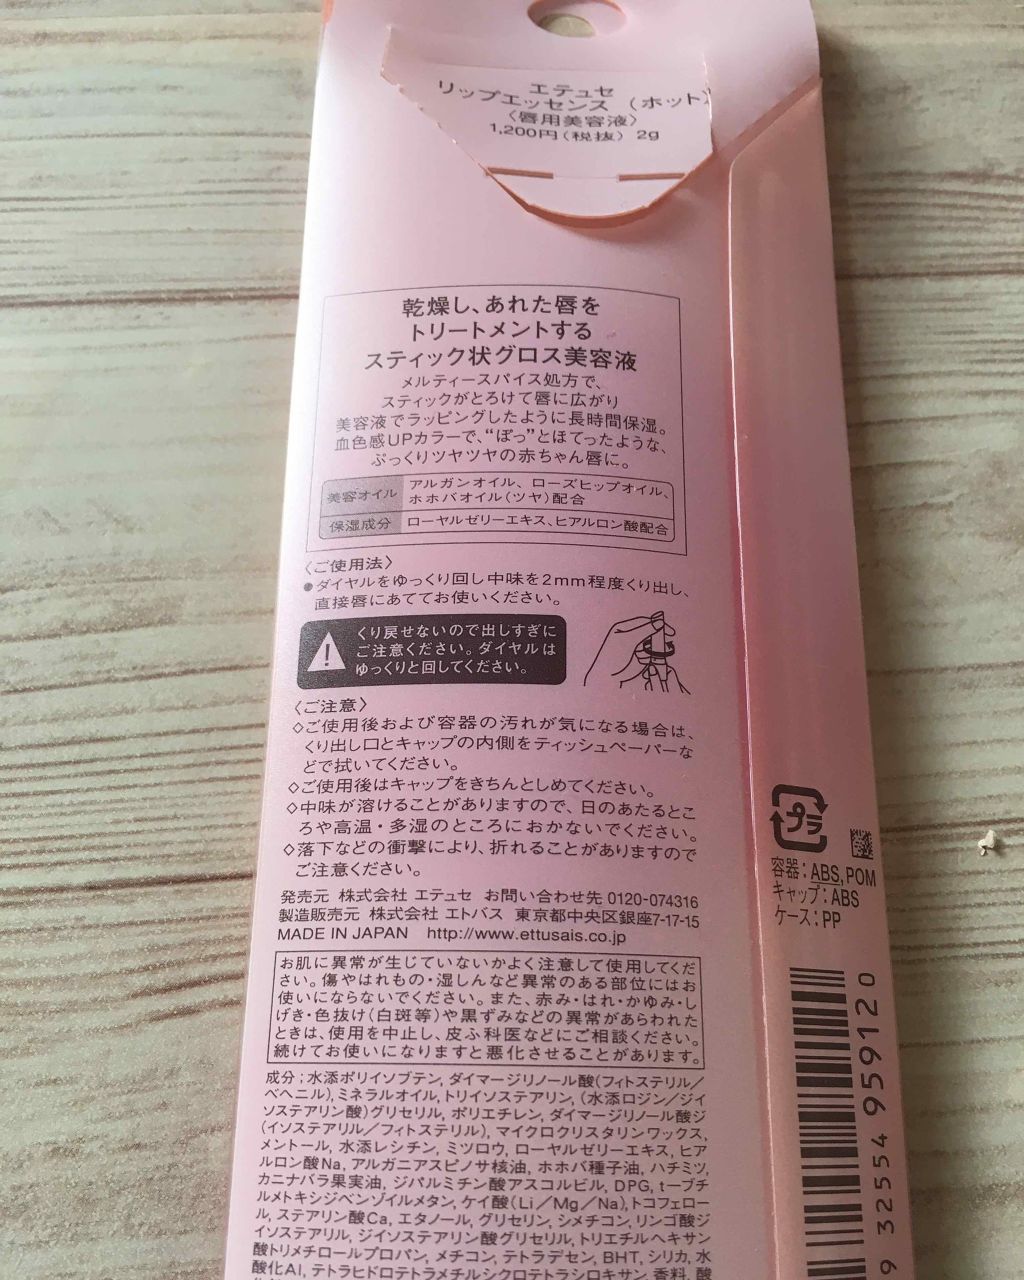 エテュセ
リップエッセンス （ホット
〈唇用美容液〉
1,200円（税抜） 2g
乾燥し、あれた唇を
トリートメントする
スティック状グロス美容液
メルティースパイス処方で、
スティックがとろけて唇に広がり
美容液でラッピングしたように長時間保湿。
血色感UPカラーで、“ぽっ”とほてったような、
ぷっくりツヤツヤの赤ちゃん唇に。
美容オイル アルガンオイル、ローズヒップオイル、
ホホバオイル（ツヤ）配合
保湿成分 ローヤルゼリーエキス、ヒアルロン酸配合
〈ご使用法〉
●ダイヤルをゆっくり回し中味を2mm程度くり出し、
直接唇にあててお使いください。
くり戻せないので出しすぎに
ご注意ください。ダイヤルは
ゆっくりと回してください。
〈ご注意〉
◇ご使用後および容器の汚れが気になる場合は、
くり出し口とキャップの内側をティッシュペーパーな
どで拭いてください。
◇ご使用後はキャップをきちんとしめてください。
◇中味が溶けることがありますので、日のあたるとこ
ろや高温・多湿のところにおかないでください。
◇落下などの衝撃により、折れることがありますので
ご注意ください。
発売元 株式会社 エテュセ お問い合わせ先 0120-074316
製造販売元 株式会社 エトバス 東京都中央区銀座7-17-15
MADE IN JAPAN http://www.ettusais.co.jp
お肌に異常が生じていないかよく注意して使用してくだ
さい。傷やはれもの・湿しんなど異常のある部位にはお
使いにならないでください。また、赤み・はれ・かゆみ・し
げき・色抜け（白斑等）や黒ずみなどの異常があらわれた
ときは、使用を中止し、皮ふ科医などにご相談ください。
続けてお使いになりますと悪化させることがあります。
成分；水添ポリイソブテン, ダイマージリノール酸（フィトステリル／
ベヘニル）, ミネラルオイル, トリイソステアリン, （水添ロジン／ジイ
ソステアリン酸）グリセリル, ポリエチレン, ダイマージリノール酸ジ
（イソステアリル／フィトステリル）, マイクロクリスタリンワックス,
メントール, 水添レシチン, ミツロウ, ローヤルゼリーエキス, ヒア
ルロン酸Na, アルガニアスピノサ核油, ホホバ種子油, ハチミツ,
カニナバラ果実油, ジパルミチン酸アスコルビル, DPG, t-ブチ
ルメトキシジベンゾイルメタン, ケイ酸（Li／Mg／Na）, トコフェロー
ル, ステアリン酸Ca, エタノール, グリセリン, シメチコン, リンゴ酸ジ
イソステアリル, ジイソステアリン酸グリセリル, トリエチルヘキサン
酸トリメチロールプロパン, メチコン, テトラデセン, BHT, シリカ, 水
酸化Al, テトラヒドロテトラメチルシクロテトラシロキサン, 香料, 酸
プラ
容器：ABS, POM
キャップ：ABS
ケース：PP
9 32554 959120